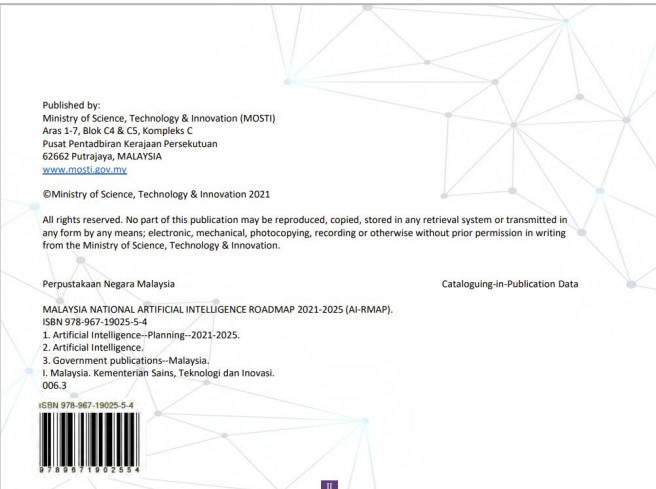 Published by:
Ministry of Science, Technology & Innovation (MOSTI)
Aras 1-7, Blok C4 & C5, Kompleks C
Pusat Pentadbiran Kerajaan Persekutuan
62662 Putrajaya, MALAYSIA
www.mosti.gov.my
©Ministry of Science, Technology & Innovation 2021
All rights reserved. No part of this publication may be reproduced, copied, stored in any retrieval system or transmitted in
any form by any means; electronic, mechanical, photocopying, recording or otherwise without prior permission in writing
from the Ministry of Science, Technology & Innovation.
Perpustakaan Negara Malaysia Cataloguing-in-Publication Data
MALAYSIA NATIONAL ARTIFICIAL INTELLIGENCE ROADMAP 2021-2025 (AI-RMAP).
ISBN 978-967-19025-5-4
1. Artificial Intelligence--Planning--2021-2025.
2. Artificial Intelligence.
3. Government publications--Malaysia.
I. Malaysia. Kementerian Sains, Teknologi dan Inovasi.
006.3
ISBN 978-967-19025-5-4
9 789671 902554
II